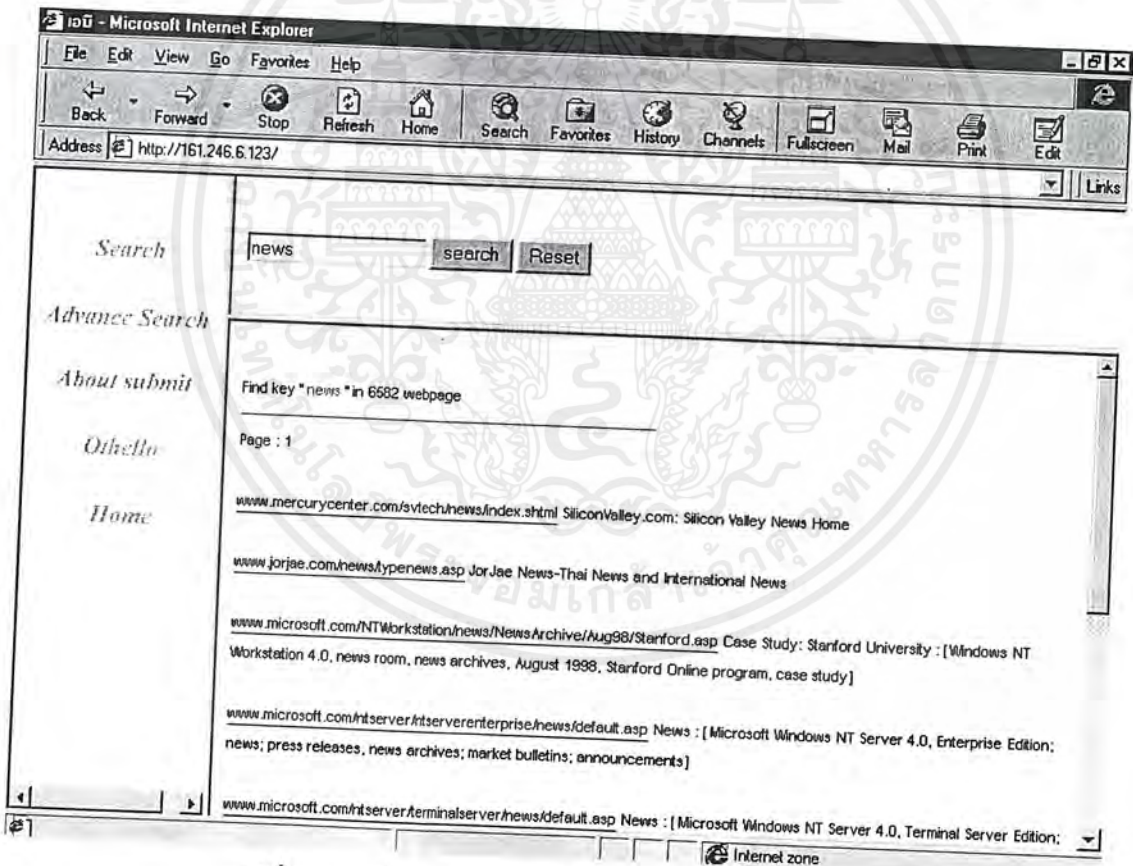 เอบิ - Microsoft Internet Explorer
File Edit View Go Favorites Help
Back Forward Stop Refresh Home Search Favorites History Channels Fullscreen Mail Print Edit
Address http://161.246.6.123/ Links
Search
Advance Search
About submit
Othello
Home
news search Reset
Find key "news "in 6582 webpage
Page : 1
www.mercurycenter.com/svtech/news/index.shtml SiliconValley.com: Silicon Valley News Home
www.jorjae.com/news/typenews.asp JorJae News-Thai News and International News
www.microsoft.com/NTWorkstation/news/NewsArchive/Aug98/Stanford.asp Case Study: Stanford University : [Windows NT
Workstation 4.0, news room, news archives, August 1998, Stanford Online program, case study]
www.microsoft.com/ntserver/ntserverenterprise/news/default.asp News : [ Microsoft Windows NT Server 4.0, Enterprise Edition;
news; press releases, news archives; market bulletins; announcements]
www.microsoft.com/ntserver/terminalserver/news/default.asp News : [ Microsoft Windows NT Server 4.0, Terminal Server Edition;
Internet zone